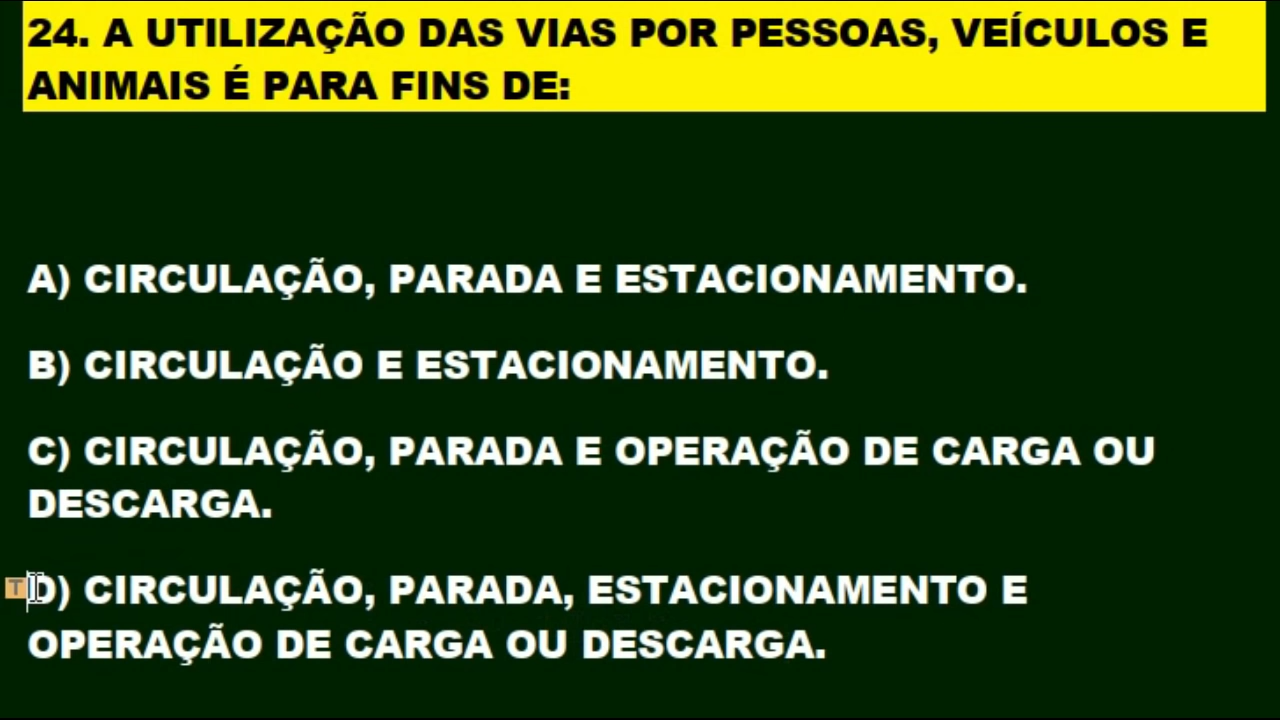 24. A UTILIZAÇÃO DAS VIAS POR PESSOAS, VEÍCULOS E
ANIMAIS É PARA FINS DE:
A) CIRCULAÇÃO, PARADA E ESTACIONAMENTO.
B) CIRCULAÇÃO E ESTACIONAMENTO.
C) CIRCULAÇÃO, PARADA E OPERAÇÃO DE CARGA OU
DESCARGA.
T D) CIRCULAÇÃO, PARADA, ESTACIONAMENTO E
OPERAÇÃO DE CARGA OU DESCARGA.